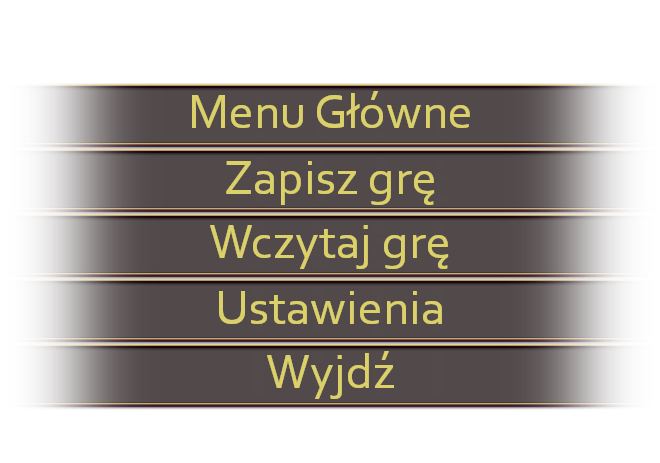 Menu Główne
Zapisz grę
Wczytaj grę
Ustawienia
Wyjdź